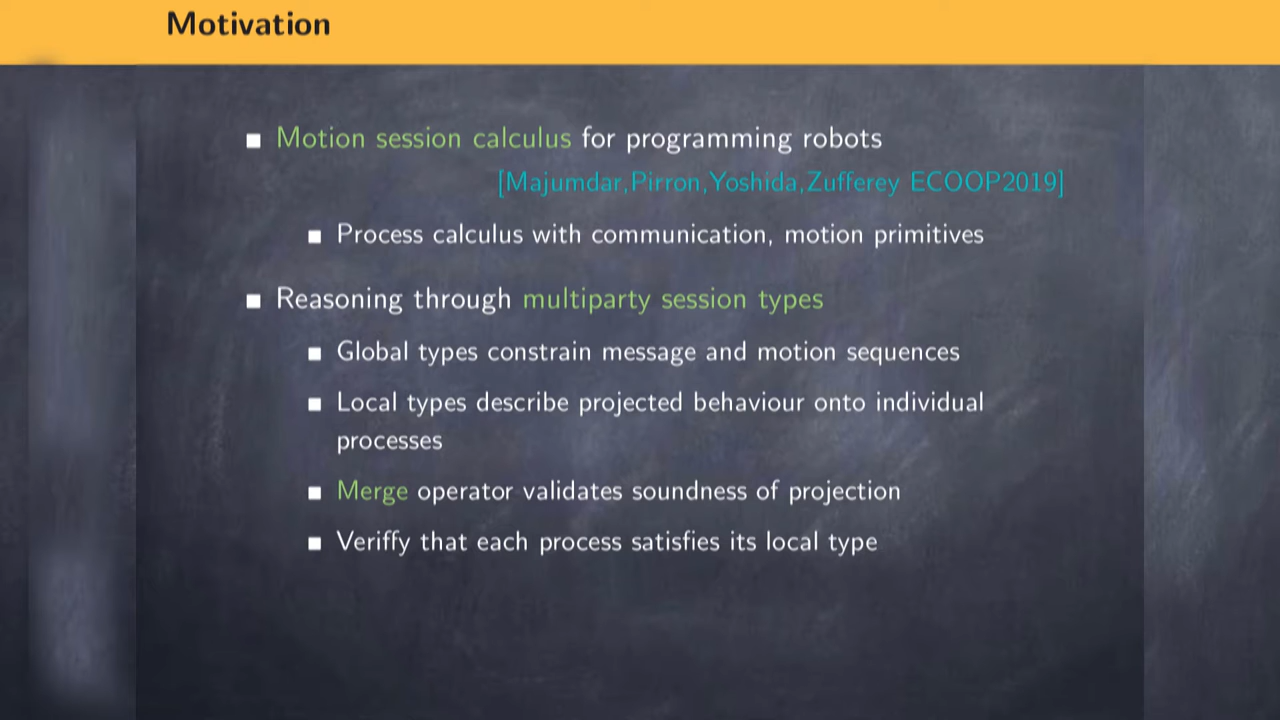 Motivation
Motion session calculus for programming robots
[Majumdar,Pirron,Yoshida,Zufferey ECOOP2019]
Process calculus with communication, motion primitives
Reasoning through multiparty session types
Global types constrain message and motion sequences
Local types describe projected behaviour onto individual
processes
Merge operator validates soundness of projection
Veriffy that each process satisfies its local type